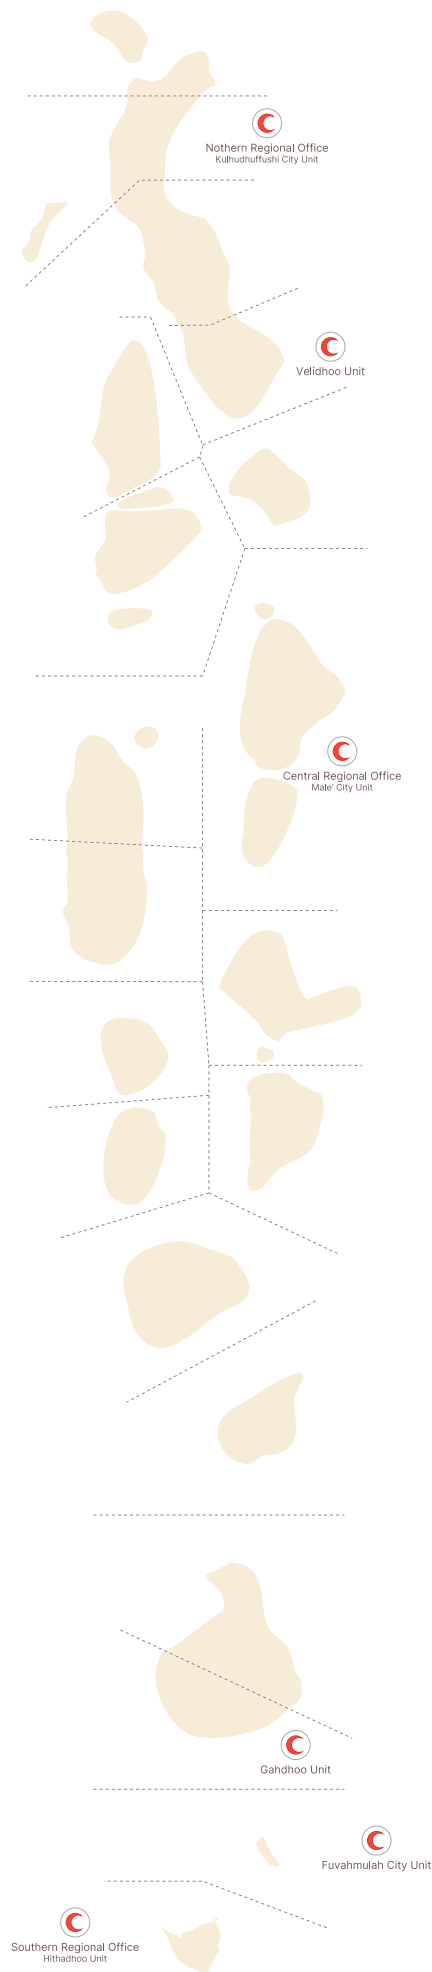 Nothern Regional Office
Kulhudhuffushi City Unit
Velidhoo Unit
Central Regional Office
Male' City Unit
Gahdhoo Unit
Fuvahmulah City Unit
Southern Regional Office
Hithadhoo Unit